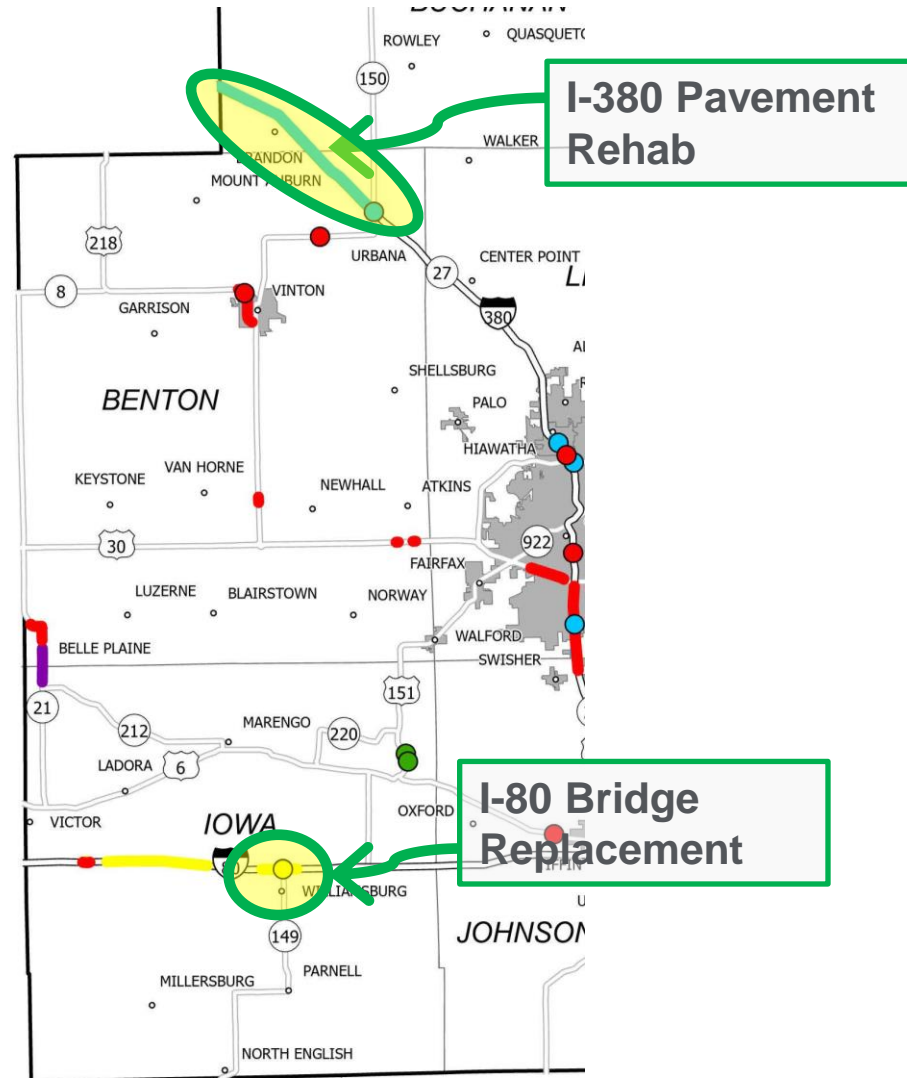 BUCHANAN
QUASQUETO
ROWLEY
150
I-380 Pavement
Rehab
WALKER
BRANDON
MOUNT AUBURN
218
URBANA
CENTER POINT
27
8
VINTON
GARRISON
380
SHELLSBURG
BENTON
PALO
HIAWATHA
VAN HORNE
KEYSTONE
NEWHALL
ATKINS
922
30
FAIRFAX
LUZERNE
BLAIRSTOWN
NORWAY
WALFORD
BELLE PLAINE
SWISHER
151
21
MARENGO
212
220
LADORA
6
I-80 Bridge
Replacement
OXFORD
VICTOR
IOWA
TIFFIN
WILLIAMSBURG
149
JOHNSON
PARNELL
MILLERSBURG
NORTH ENGLISH